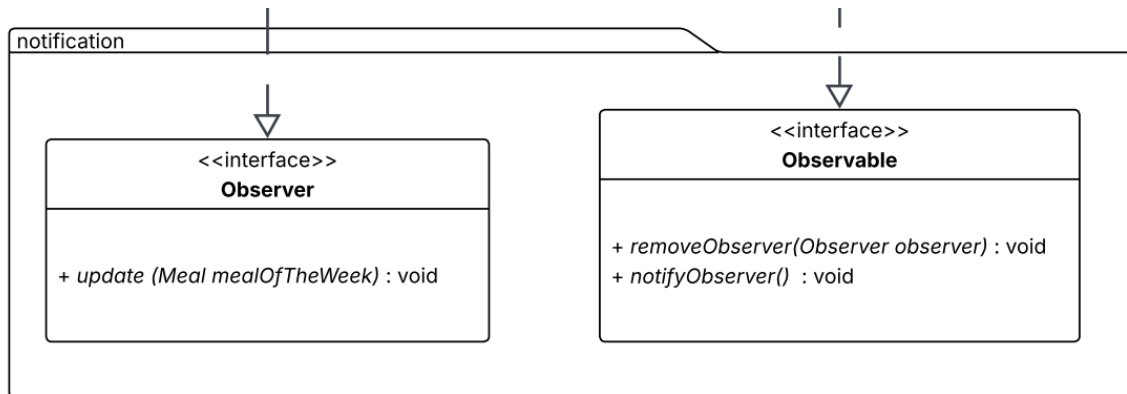 notification
<<interface>>
Observer
+ update (Meal mealOfTheWeek) : void
<<interface>>
Observable
+ removeObserver(Observer observer) : void
+ notifyObserver() : void